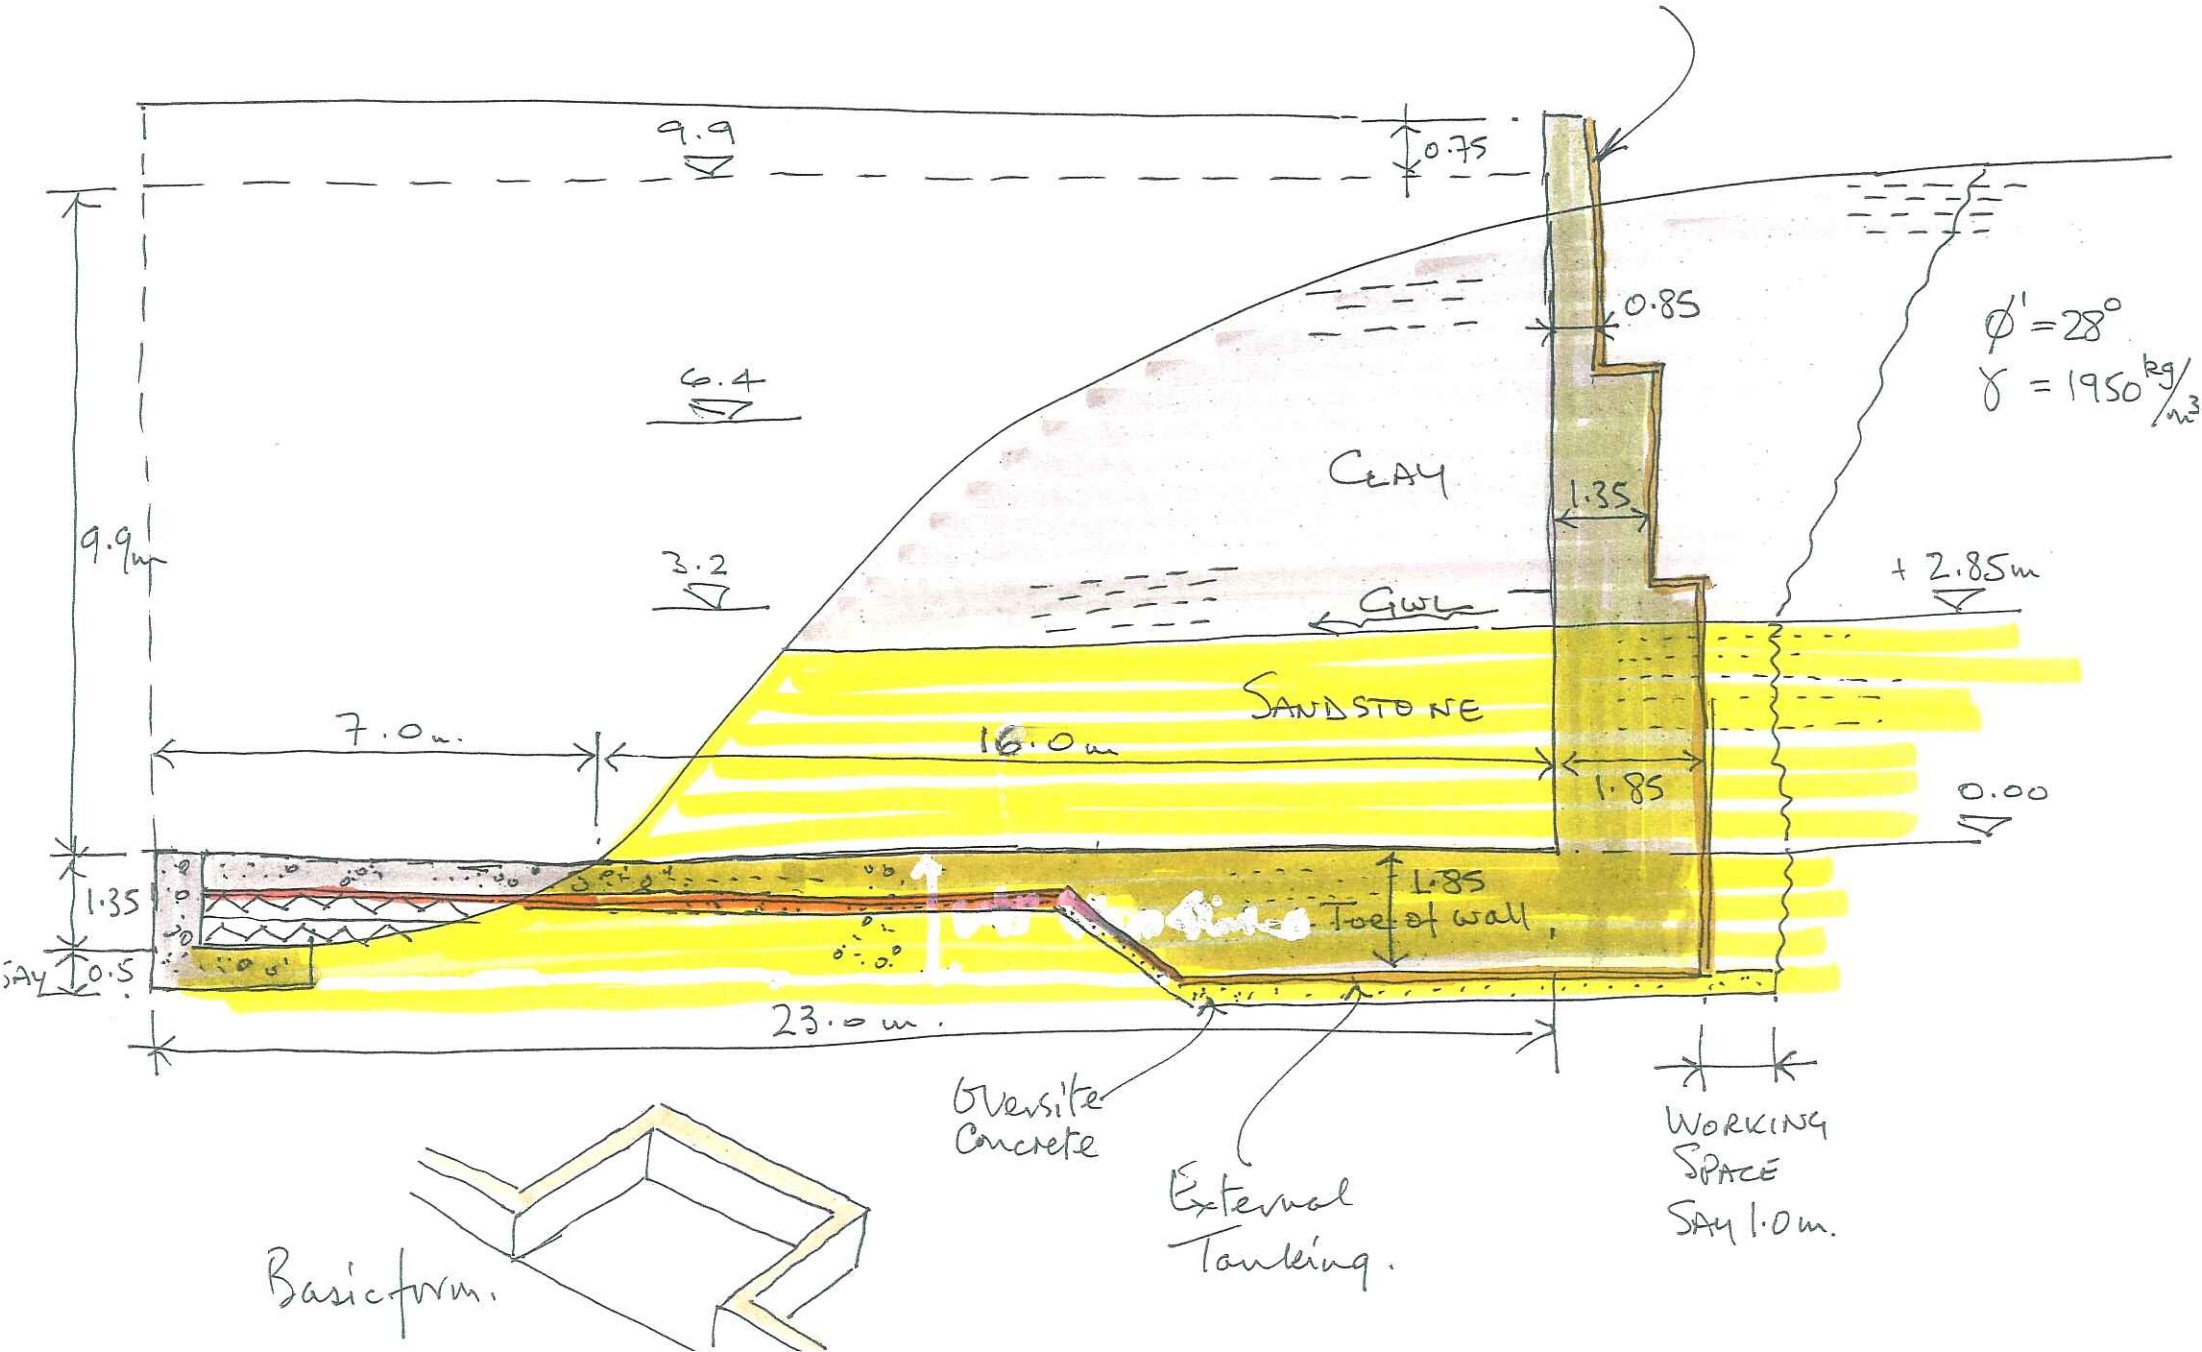 9.9
0.75
0.85
ϕ' = 28°
γ = 1950 kg/m³
6.4
CLAY
1.35
9.9m
3.2
+ 2.85m
GWL
SANDSTONE
7.0m.
16.0m
1.85
0.00
1.35
1.85
Toe of wall
SAY 0.5
23.0m.
Oversite
Concrete
External
Tanking.
WORKING
SPACE
SAY 1.0m.
Basic form.